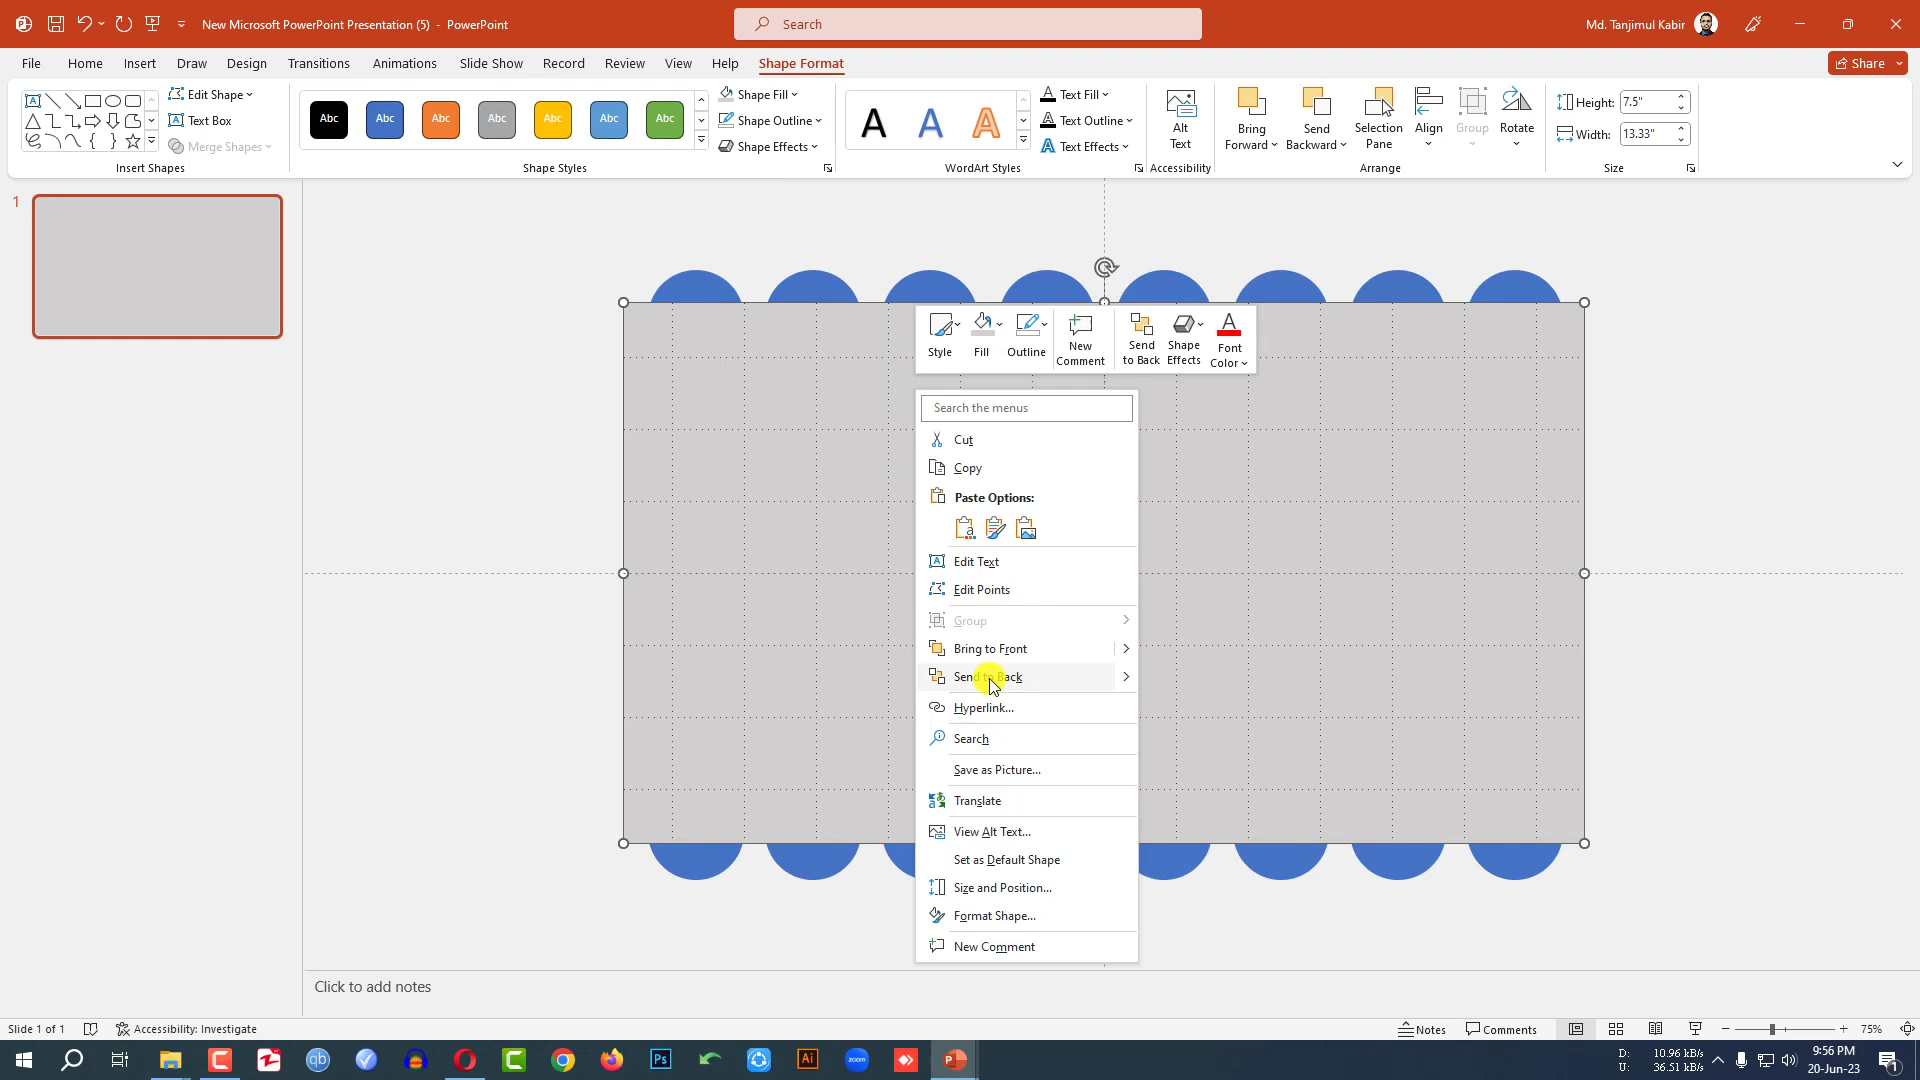 New Microsoft PowerPoint Presentation (5) - PowerPoint
Search
Md. Tanjimul Kabir
File Home Insert Draw Design Transitions Animations Slide Show Record Review View Help Shape Format
Share
Edit Shape
Text Box
Merge Shapes
Insert Shapes
Abc Abc Abc Abc Abc Abc Abc
Shape Fill
Shape Outline
Shape Effects
Shape Styles
A A A
Text Fill
Text Outline
Text Effects
WordArt Styles
Alt
Text
Accessibility
Bring
Forward
Send
Backward
Selection
Pane
Align
Group
Rotate
Arrange
Height: 7.5"
Width: 13.33"
Size
1
Style
Fill
Outline
New
Comment
Send
to Back
Shape
Effects
Font
Color
Search the menus
Cut
Copy
Paste Options:
Edit Text
Edit Points
Group
Bring to Front
Send to Back
Hyperlink...
Search
Save as Picture...
Translate
View Alt Text...
Set as Default Shape
Size and Position...
Format Shape...
New Comment
Click to add notes
Slide 1 of 1
Accessibility: Investigate
Notes
Comments
75%
qb
Ps
Ai
zoom
D: 10.96 kB/s
U: 36.51 kB/s
9:56 PM
20-Jun-23
1